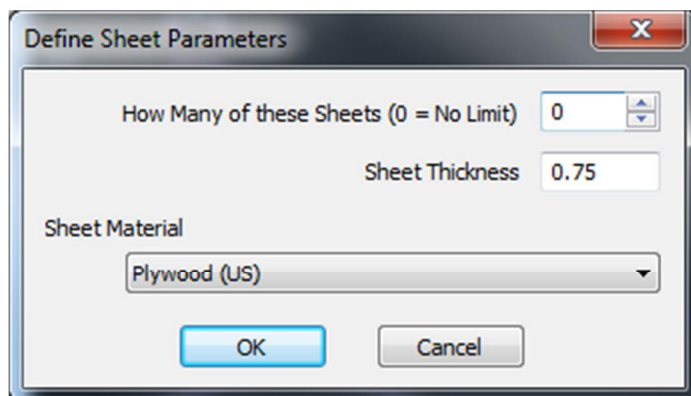 Define Sheet Parameters
How Many of these Sheets (0 = No Limit) 0
Sheet Thickness 0.75
Sheet Material
Plywood (US)
OK Cancel